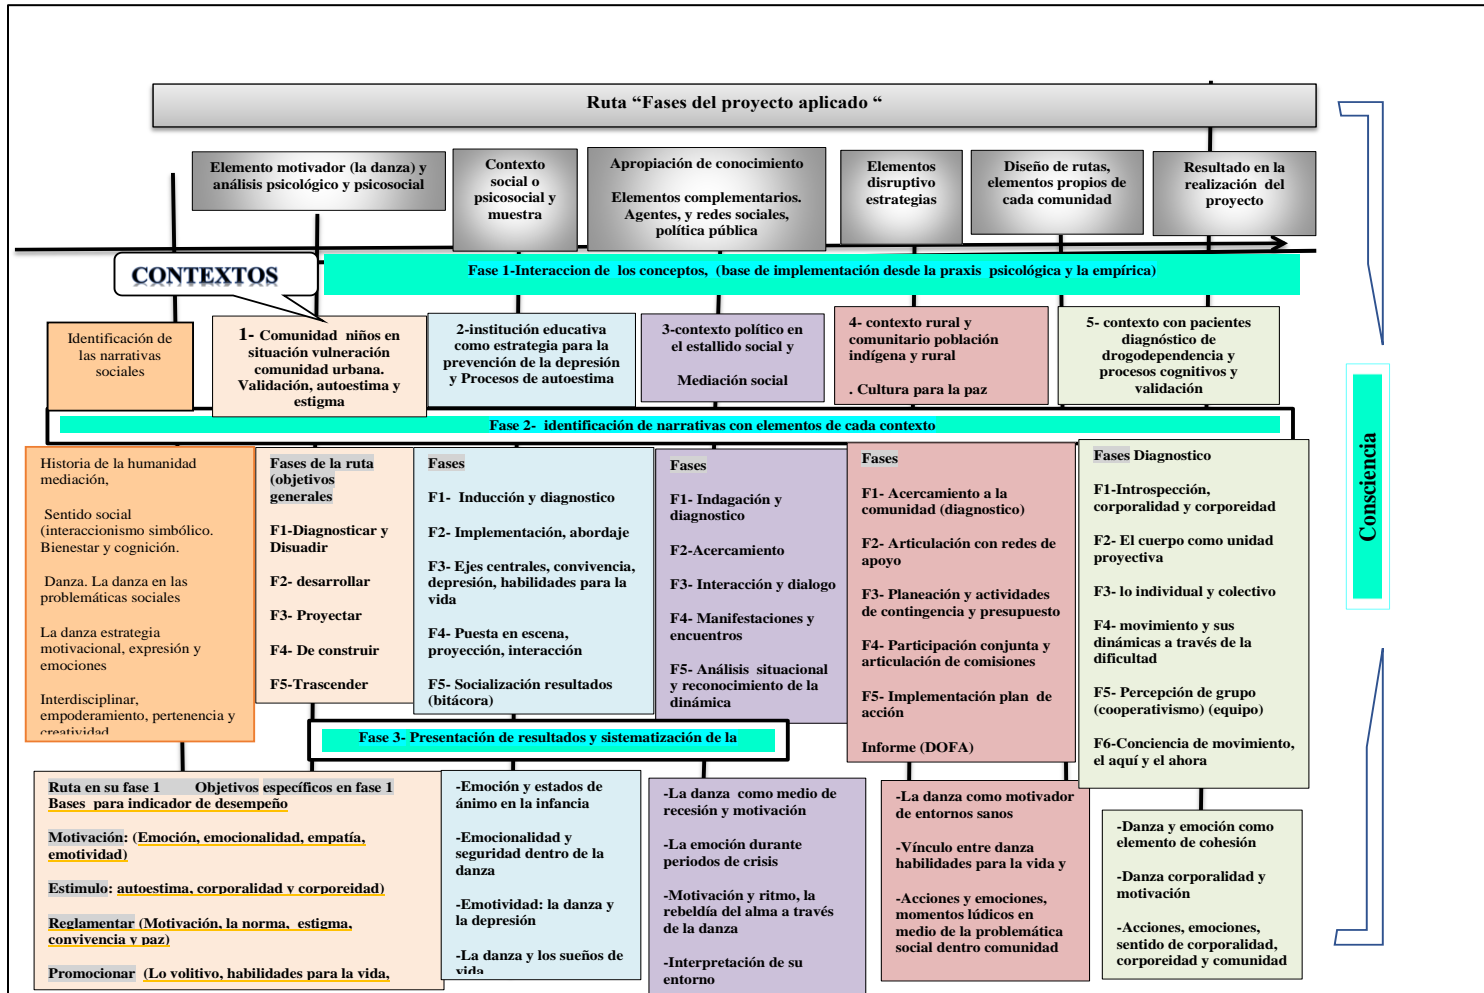 Ruta “Fases del proyecto aplicado “
Elemento motivador (la danza) y
análisis psicológico y psicosocial
Contexto
social o
psicosocial y
muestra
Apropiación de conocimiento
Elementos complementarios.
Agentes, y redes sociales,
política pública
Elementos
disruptivo
estrategias
Diseño de rutas,
elementos propios de
cada comunidad
Resultado en la
realización del
proyecto
CONTEXTOS
Fase 1-Interaccion de los conceptos, (base de implementación desde la praxis psicológica y la empírica)
Identificación de
las narrativas
sociales
1- Comunidad niños en
situación vulneración
comunidad urbana.
Validación, autoestima y
estigma
2-institución educativa
como estrategia para la
prevención de la depresión
y Procesos de autoestima
3-contexto político en
el estallido social y
Mediación social
4- contexto rural y
comunitario población
indígena y rural
. Cultura para la paz
5- contexto con pacientes
diagnóstico de
drogodependencia y
procesos cognitivos y
validación
Fase 2- identificación de narrativas con elementos de cada contexto
Historia de la humanidad
mediación,
Sentido social
(interaccionismo simbólico.
Bienestar y cognición.
Danza. La danza en las
problemáticas sociales
La danza estrategia
motivacional, expresión y
emociones
Interdisciplinar,
empoderamiento, pertenencia y
creatividad
Fases de la ruta
(objetivos
generales
F1-Diagnosticar y
Disuadir
F2- desarrollar
F3- Proyectar
F4- De construir
F5-Trascender
Fases
F1- Inducción y diagnostico
F2- Implementación, abordaje
F3- Ejes centrales, convivencia,
depresión, habilidades para la
vida
F4- Puesta en escena,
proyección, interacción
F5- Socialización resultados
(bitácora)
Fases
F1- Indagación y
diagnostico
F2-Acercamiento
F3- Interacción y dialogo
F4- Manifestaciones y
encuentros
F5- Análisis situacional
y reconocimiento de la
dinámica
Fases
F1- Acercamiento a la
comunidad (diagnostico)
F2- Articulación con redes de
apoyo
F3- Planeación y actividades
de contingencia y presupuesto
F4- Participación conjunta y
articulación de comisiones
F5- Implementación plan de
acción
Informe (DOFA)
Fases Diagnostico
F1-Introspección,
corporalidad y corporeidad
F2- El cuerpo como unidad
proyectiva
F3- lo individual y colectivo
F4- movimiento y sus
dinámicas a través de la
dificultad
F5- Percepción de grupo
(cooperativismo) (equipo)
F6-Conciencia de movimiento,
el aquí y el ahora
Consciencia
Fase 3- Presentación de resultados y sistematización de la
Ruta en su fase 1 Objetivos específicos en fase 1
Bases para indicador de desempeño
Motivación: (Emoción, emocionalidad, empatía,
emotividad)
Estimulo: autoestima, corporalidad y corporeidad)
Reglamentar (Motivación, la norma, estigma,
convivencia y paz)
Promocionar (Lo volitivo, habilidades para la vida,
-Emoción y estados de
ánimo en la infancia
-Emocionalidad y
seguridad dentro de la
danza
-Emotividad: la danza y
la depresión
-La danza y los sueños de
vida
-La danza como medio de
recesión y motivación
-La emoción durante
periodos de crisis
-Motivación y ritmo, la
rebeldía del alma a través
de la danza
-Interpretación de su
entorno
-La danza como motivador
de entornos sanos
-Vínculo entre danza
habilidades para la vida y
-Acciones y emociones,
momentos lúdicos en
medio de la problemática
social dentro comunidad
-Danza y emoción como
elemento de cohesión
-Danza corporalidad y
motivación
-Acciones, emociones,
sentido de corporalidad,
corporeidad y comunidad